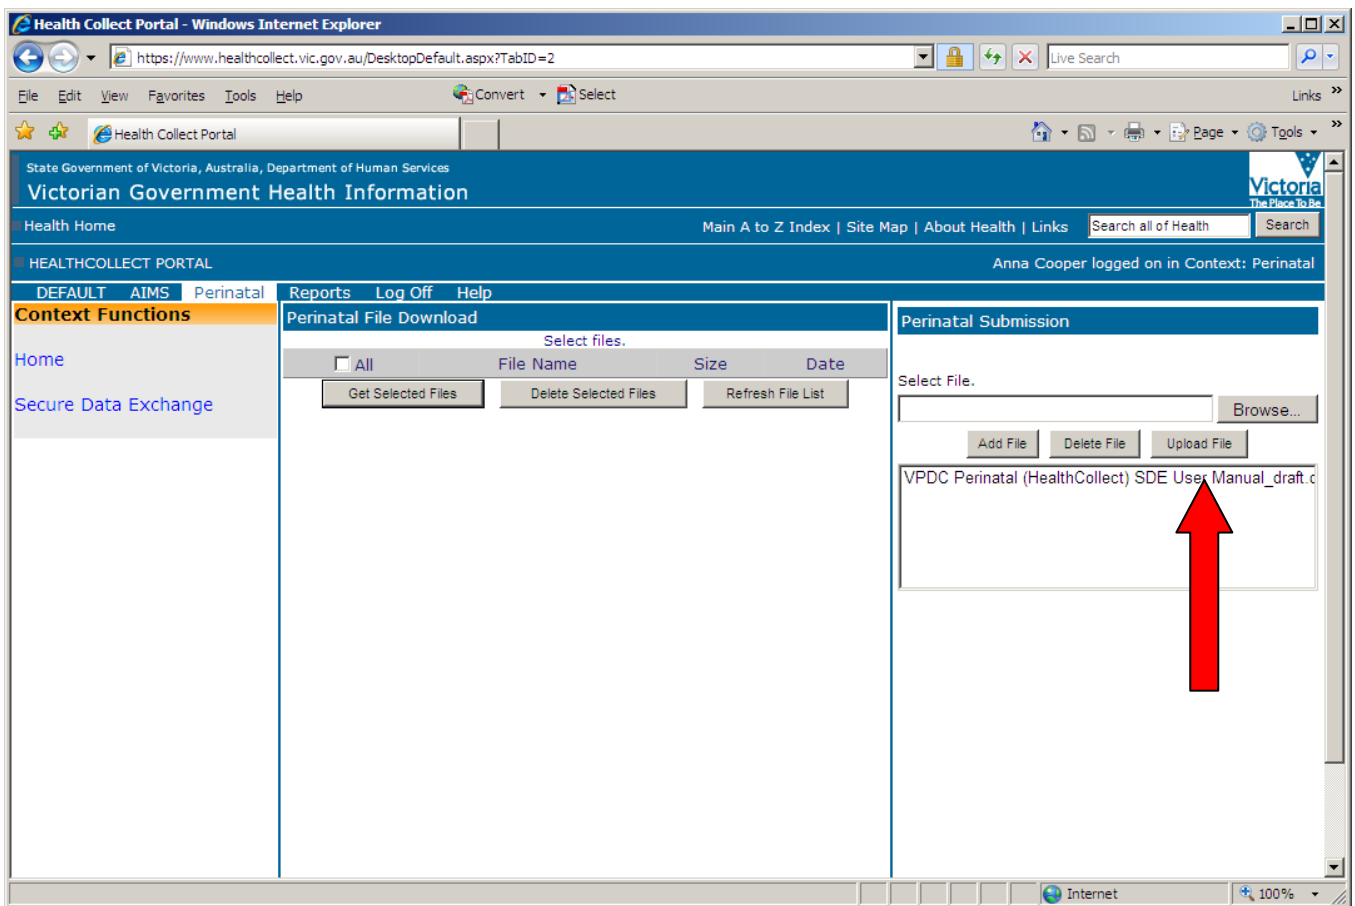 Health Collect Portal - Windows Internet Explorer
https://www.healthcollect.vic.gov.au/DesktopDefault.aspx?TabID=2
Live Search
File Edit View Favorites Tools Help
Convert Select
Links »
Health Collect Portal
Page Tools »
State Government of Victoria, Australia, Department of Human Services
Victorian Government Health Information
Victoria
The Place To Be
Health Home
Main A to Z Index | Site Map | About Health | Links
Search all of Health
Search
HEALTHCOLLECT PORTAL
Anna Cooper logged on in Context: Perinatal
DEFAULT AIMS Perinatal Reports Log Off Help
Context Functions
Home
Secure Data Exchange
Perinatal File Download
Select files.
All File Name Size Date
Get Selected Files Delete Selected Files Refresh File List
Perinatal Submission
Select File.
Browse...
Add File Delete File Upload File
VPDC Perinatal (HealthCollect) SDE User Manual_draft.d
Internet
100%